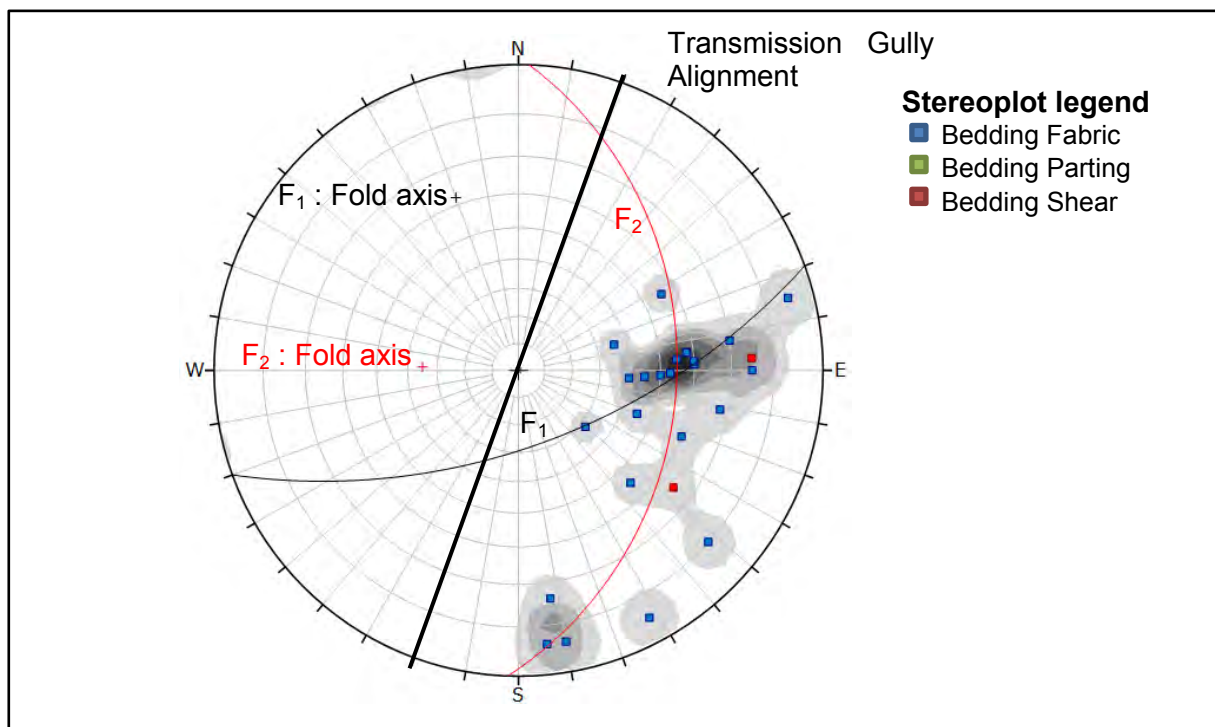 Transmission Gully
Alignment
N
Stereoplot legend
Bedding Fabric
Bedding Parting
Bedding Shear
F₁ : Fold axis
F₂
F₂ : Fold axis
W
E
F₁
S